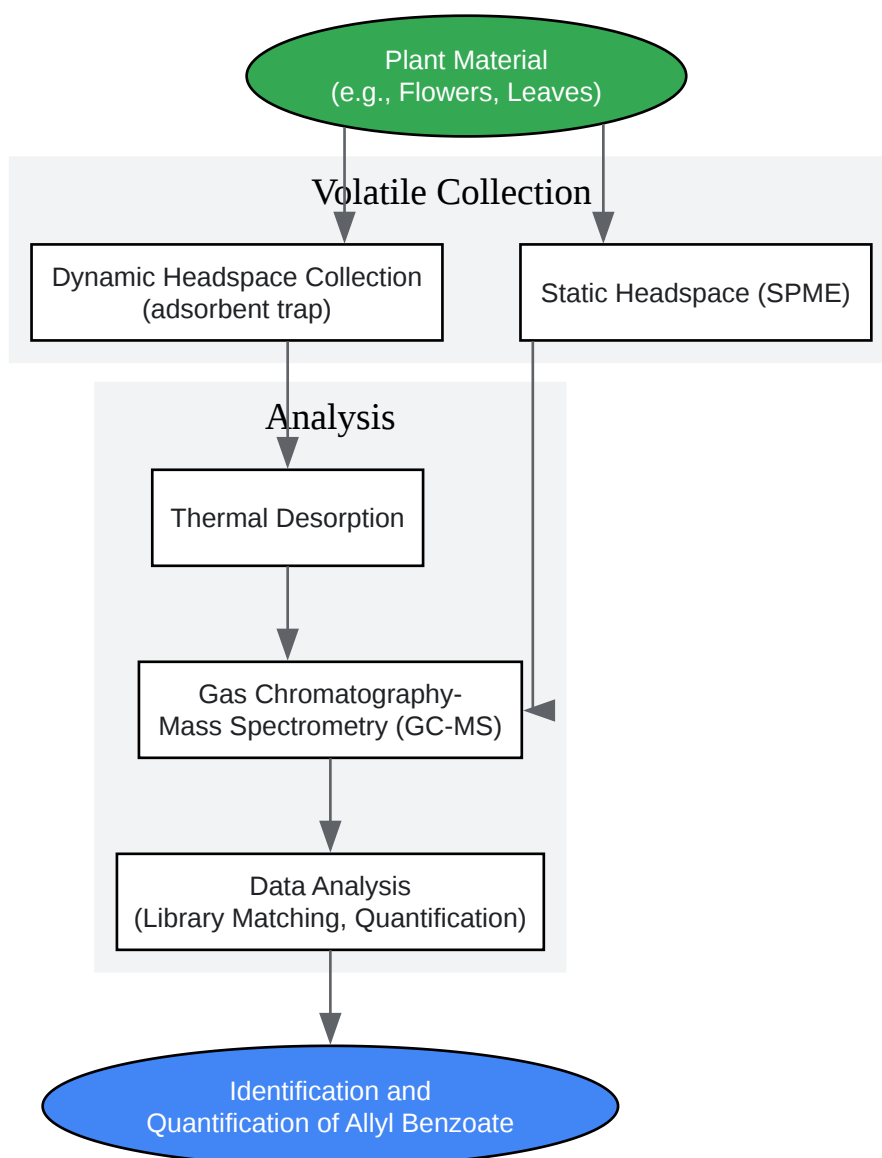 Plant Material
(e.g., Flowers, Leaves)
Volatile Collection
Dynamic Headspace Collection
(adsorbent trap)
Static Headspace (SPME)
Analysis
Thermal Desorption
Gas Chromatography-
Mass Spectrometry (GC-MS)
Data Analysis
(Library Matching, Quantification)
Identification and
Quantification of Allyl Benzoate